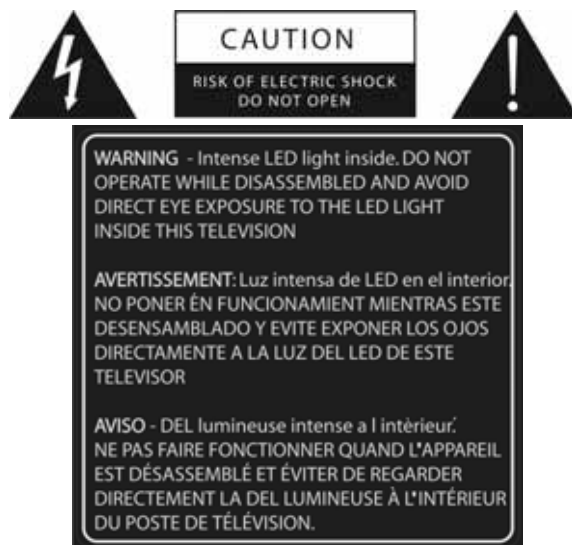 CAUTION
RISK OF ELECTRIC SHOCK
DO NOT OPEN
WARNING - Intense LED light inside. DO NOT
OPERATE WHILE DISASSEMBLED AND AVOID
DIRECT EYE EXPOSURE TO THE LED LIGHT
INSIDE THIS TELEVISION
AVERTISSEMENT: Luz intensa de LED en el interior.
NO PONER ÉN FUNCIONAMIENT MIENTRAS ESTE
DESENSAMBLADO Y EVITE EXPONER LOS OJOS
DIRECTAMENTE A LA LUZ DEL LED DE ESTE
TELEVISOR
AVISO - DEL lumineuse intense a l intèrieur.́
NE PAS FAIRE FONCTIONNER QUAND L'APPAREIL
EST DÉSASSEMBLÉ ET ÉVITER DE REGARDER
DIRECTEMENT LA DEL LUMINEUSE À L'INTÉRIEUR
DU POSTE DE TÉLÉVISION.